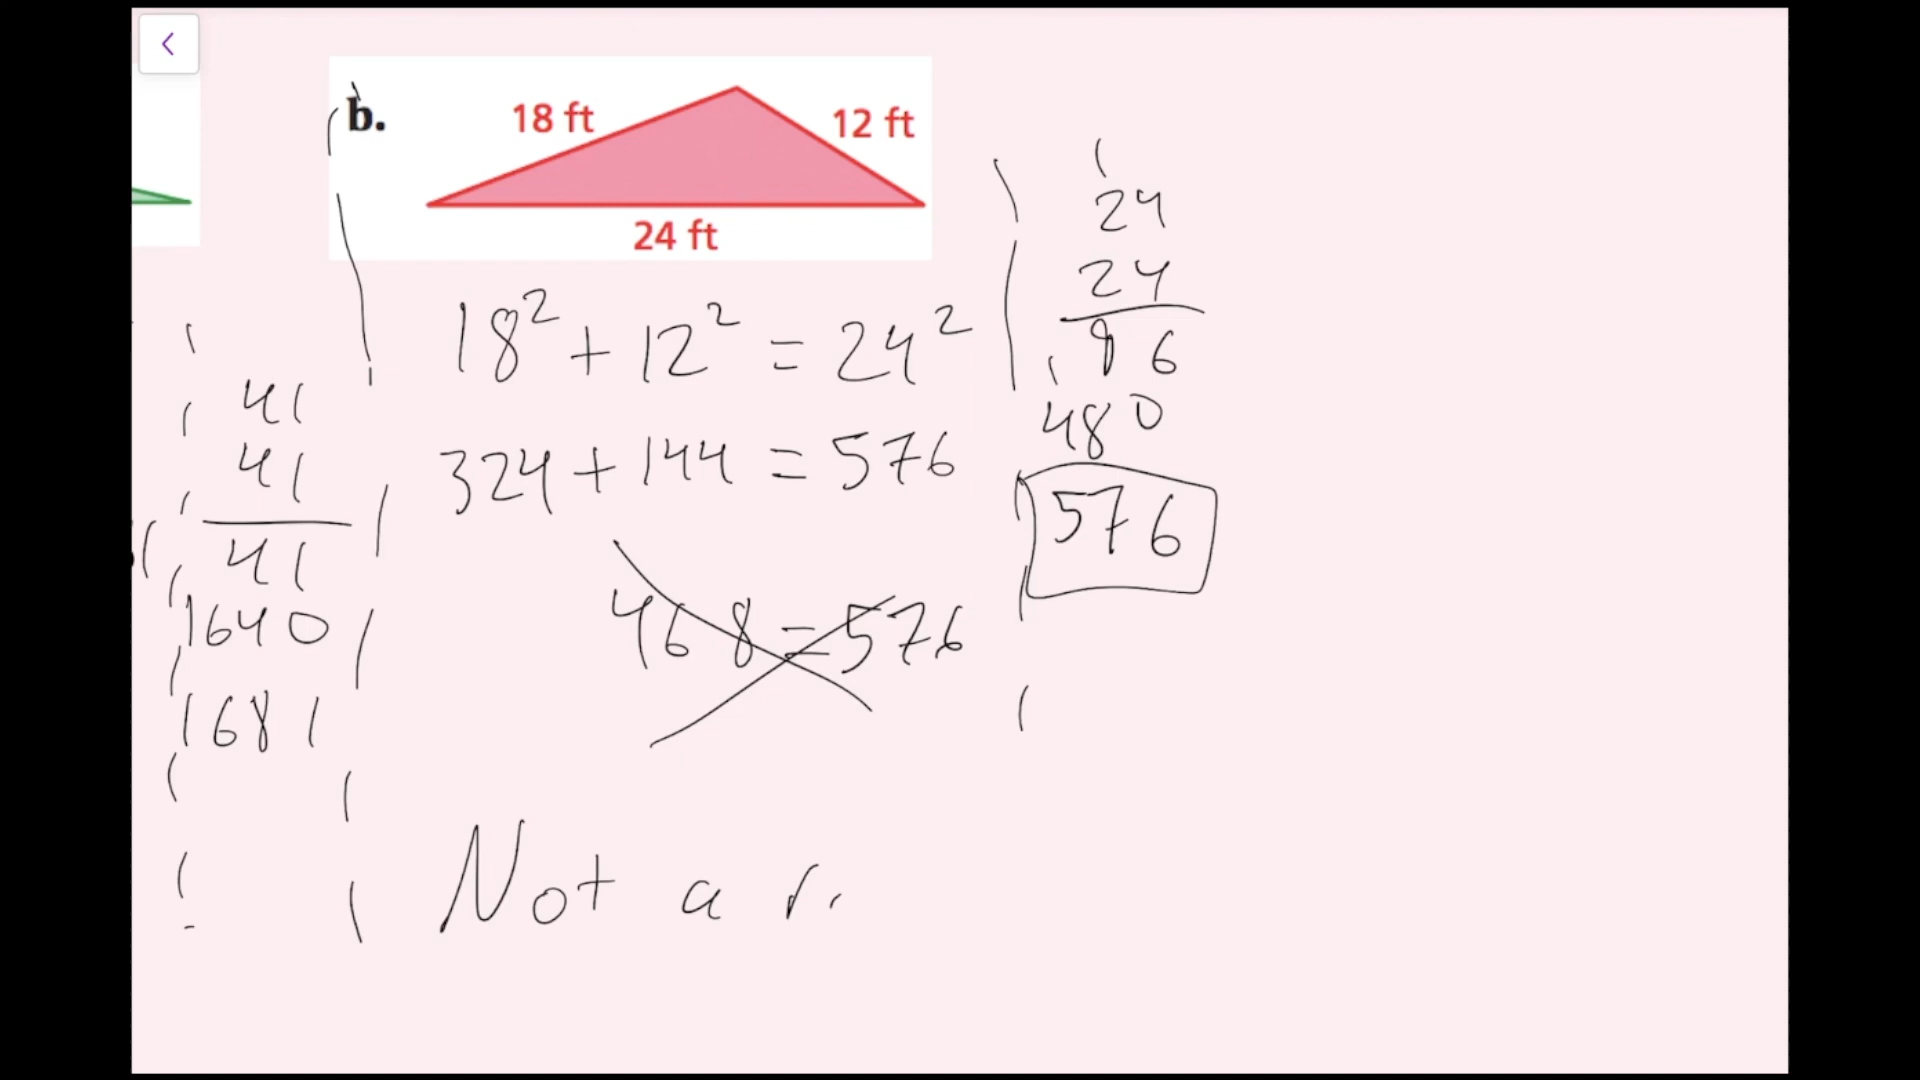 b.
18 ft
12 ft
24 ft
18² + 12² = 24²
324 + 144 = 576
468 = 576
Not a r
41
41
41
1640
1681
1
24
24
96
480
576